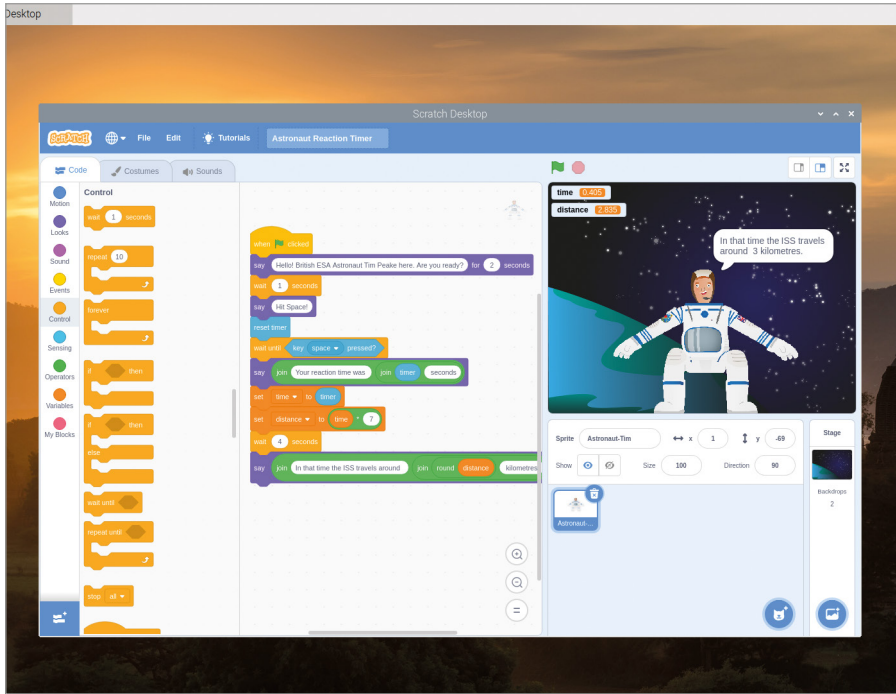 Desktop
Scratch Desktop
SCRATCH
File
Edit
Tutorials
Astronaut Reaction Timer
Code
Costumes
Sounds
Motion
Looks
Sound
Events
Control
Sensing
Operators
Variables
My Blocks
Control
wait 1 seconds
repeat 10
forever
if then
if then
else
wait until
repeat until
stop all
when clicked
say Hello! British ESA Astronaut Tim Peake here. Are you ready? for 2 seconds
wait 1 seconds
say Hit Space!
reset timer
wait until key space pressed?
say join Your reaction time was join timer seconds
set time to timer
set distance to time * 7
wait 4 seconds
say join In that time the ISS travels around join round distance kilometres
time 0.405
distance 2.835
In that time the ISS travels
around 3 kilometres.
Sprite Astronaut-Tim x 1 y -69
Show Size 100 Direction 90
Astronaut-...
Stage
Backdrops
2